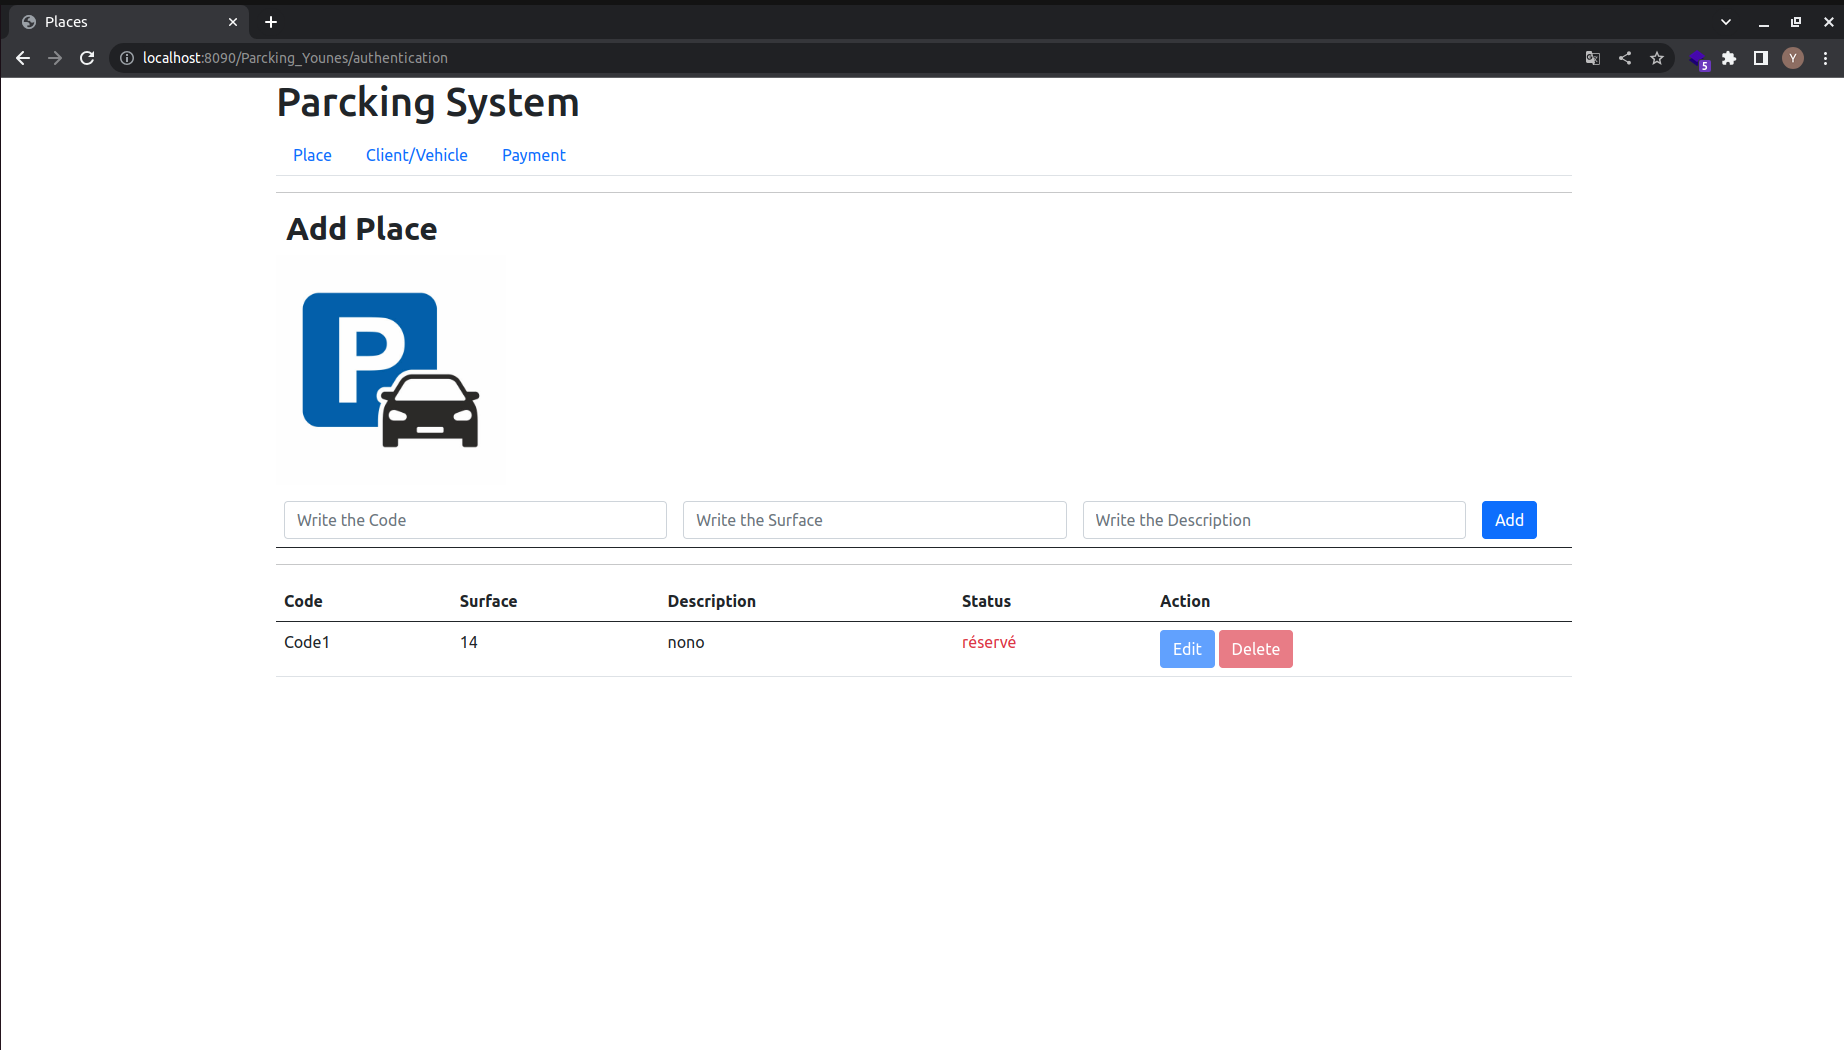 Places
localhost:8090/Parcking_Younes/authentication
5
Y
Parcking System
Place Client/Vehicle Payment
Add Place
P
Write the Code Write the Surface Write the Description Add
Code Surface Description Status Action
Code1 14 nono réservé Edit Delete